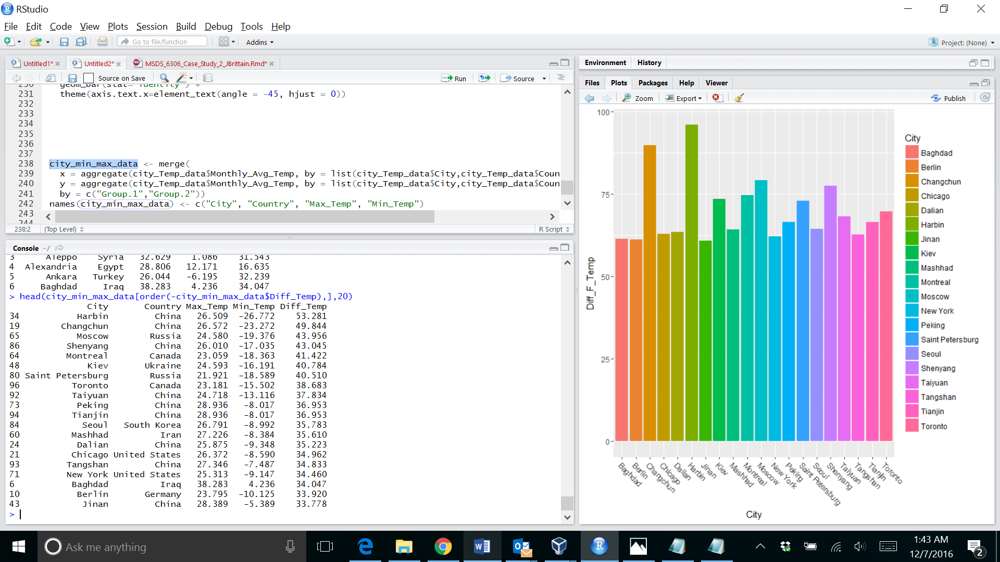 RStudio
File Edit Code View Plots Session Build Debug Tools Help
Go to file/function Addins Project: (None)
Untitled1* Untitled2* MSDS_6306_Case_Study_2_JBrittain.Rmd*
Source on Save Run Source
230 geom_bar(stat="identity") +
231 theme(axis.text.x=element_text(angle = -45, hjust = 0))
232
233
234
235
236
237
238 city_min_max_data <- merge(
239 x = aggregate(city_Temp_data$Monthly_Avg_Temp, by = list(city_Temp_data$City,city_Temp_data$Coun
240 y = aggregate(city_Temp_data$Monthly_Avg_Temp, by = list(city_Temp_data$City,city_Temp_data$Coun
241 by = c("Group.1","Group.2"))
242 names(city_min_max_data) <- c("City", "Country", "Max_Temp", "Min_Temp")
243
244
238:2 (Top Level) R Script
Console ~/
3 Aleppo Syria 32.629 1.086 31.543
4 Alexandria Egypt 28.806 12.171 16.635
5 Ankara Turkey 26.044 -6.195 32.239
6 Baghdad Iraq 38.283 4.236 34.047
> head(city_min_max_data[order(-city_min_max_data$Diff_Temp),],20)
City Country Max_Temp Min_Temp Diff_Temp
34 Harbin China 26.509 -26.772 53.281
19 Changchun China 26.572 -23.272 49.844
65 Moscow Russia 24.580 -19.376 43.956
86 Shenyang China 26.010 -17.035 43.045
64 Montreal Canada 23.059 -18.363 41.422
48 Kiev Ukraine 24.593 -16.191 40.784
80 Saint Petersburg Russia 21.921 -18.589 40.510
96 Toronto Canada 23.181 -15.502 38.683
92 Taiyuan China 24.718 -13.116 37.834
73 Peking China 28.936 -8.017 36.953
94 Tianjin China 28.936 -8.017 36.953
84 Seoul South Korea 26.791 -8.992 35.783
60 Mashhad Iran 27.226 -8.384 35.610
24 Dalian China 25.875 -9.348 35.223
21 Chicago United States 26.372 -8.590 34.962
93 Tangshan China 27.346 -7.487 34.833
71 New York United States 25.313 -9.147 34.460
6 Baghdad Iraq 38.283 4.236 34.047
10 Berlin Germany 23.795 -10.125 33.920
43 Jinan China 28.389 -5.389 33.778
>
Environment History
Files Plots Packages Help Viewer
Zoom Export Publish
100
75
50
25
0
Diff_F_Temp
Baghdad
Berlin
Changchun
Chicago
Dalian
Harbin
Jinan
Kiev
Mashhad
Montreal
Moscow
New York
Peking
Saint Petersburg
Seoul
Shenyang
Taiyuan
Tangshan
Tianjin
Toronto
City
City
Baghdad
Berlin
Changchun
Chicago
Dalian
Harbin
Jinan
Kiev
Mashhad
Montreal
Moscow
New York
Peking
Saint Petersburg
Seoul
Shenyang
Taiyuan
Tangshan
Tianjin
Toronto
Ask me anything
1:43 AM
12/7/2016
2